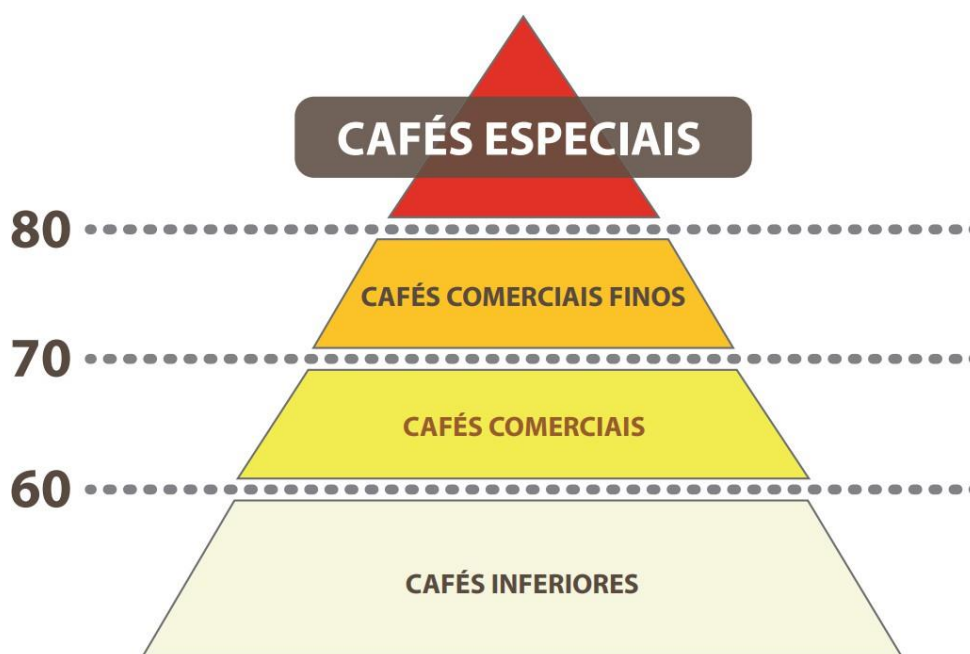 CAFÉS ESPECIAIS
80
CAFÉS COMERCIAIS FINOS
70
CAFÉS COMERCIAIS
60
CAFÉS INFERIORES